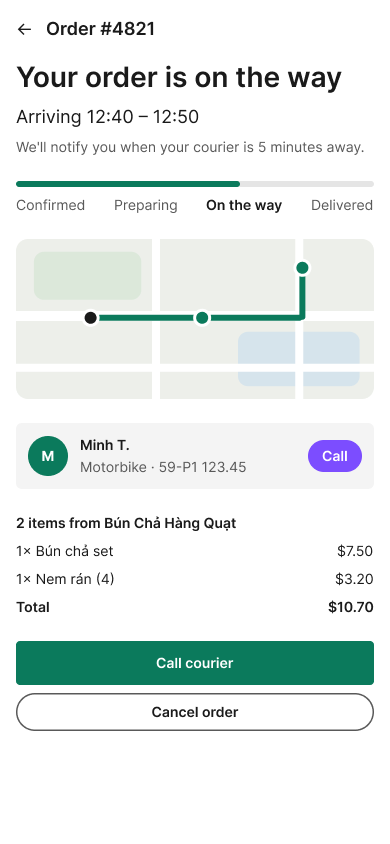 ← Order #4821
Your order is on the way
Arriving 12:40 – 12:50
We'll notify you when your courier is 5 minutes away.
Confirmed Preparing On the way Delivered
M
Minh T.
Motorbike · 59-P1 123.45
Call
2 items from Bún Chả Hàng Quạt
1× Bún chả set $7.50
1× Nem rán (4) $3.20
Total $10.70
Call courier
Cancel order